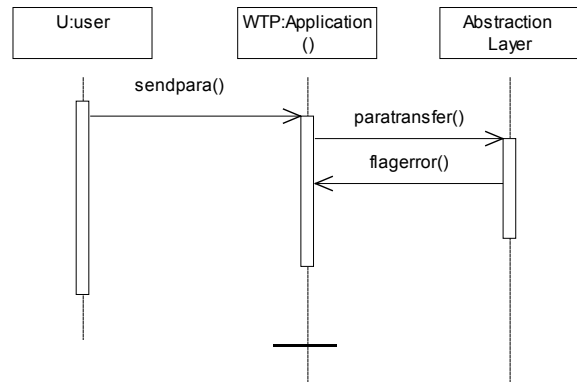 U:user
WTP:Application
()
Abstraction
Layer
sendpara()
paratransfer()
flagerror()